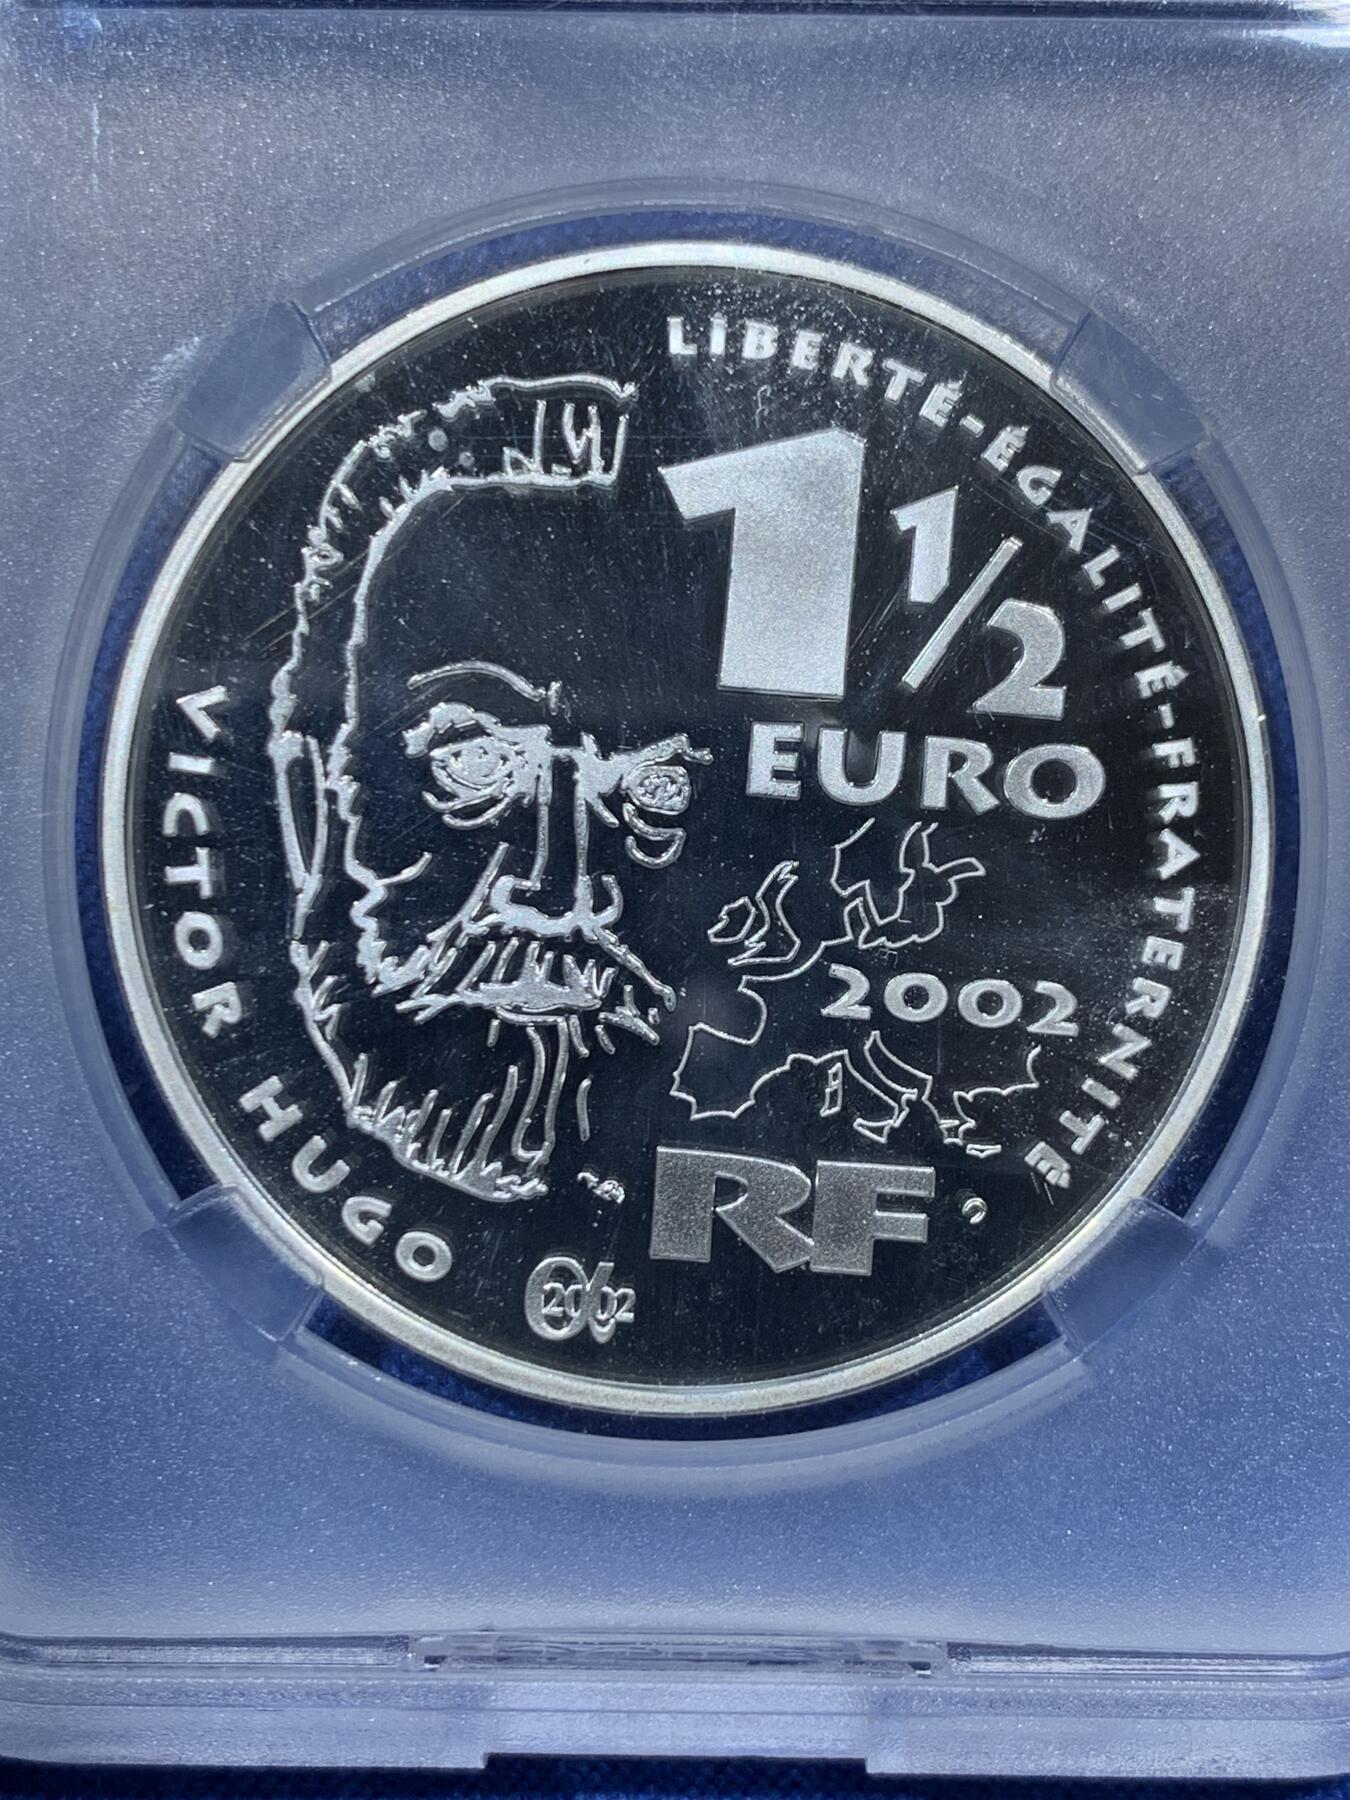 LIBERTÉ-ÉGALITÉ-FRATERNITÉ
1 1/2
EURO
2002
RF
VICTOR HUGO
2002